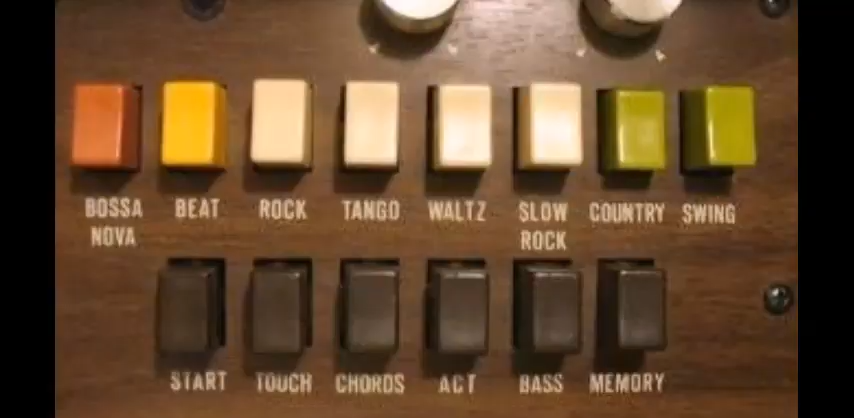 BOSSA NOVA BEAT ROCK TANGO WALTZ SLOW ROCK COUNTRY SWING
START TOUCH CHORDS ACT BASS MEMORY